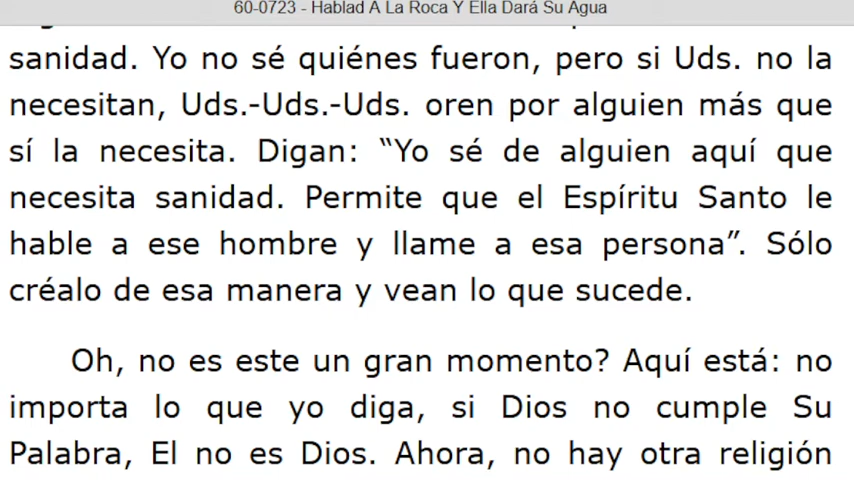 60-0723 - Hablad A La Roca Y Ella Dará Su Agua
sanidad. Yo no sé quiénes fueron, pero si Uds. no la
necesitan, Uds.-Uds.-Uds. oren por alguien más que
sí la necesita. Digan: “Yo sé de alguien aquí que
necesita sanidad. Permite que el Espíritu Santo le
hable a ese hombre y llame a esa persona”. Sólo
créalo de esa manera y vean lo que sucede.
Oh, no es este un gran momento? Aquí está: no
importa lo que yo diga, si Dios no cumple Su
Palabra, El no es Dios. Ahora, no hay otra religión